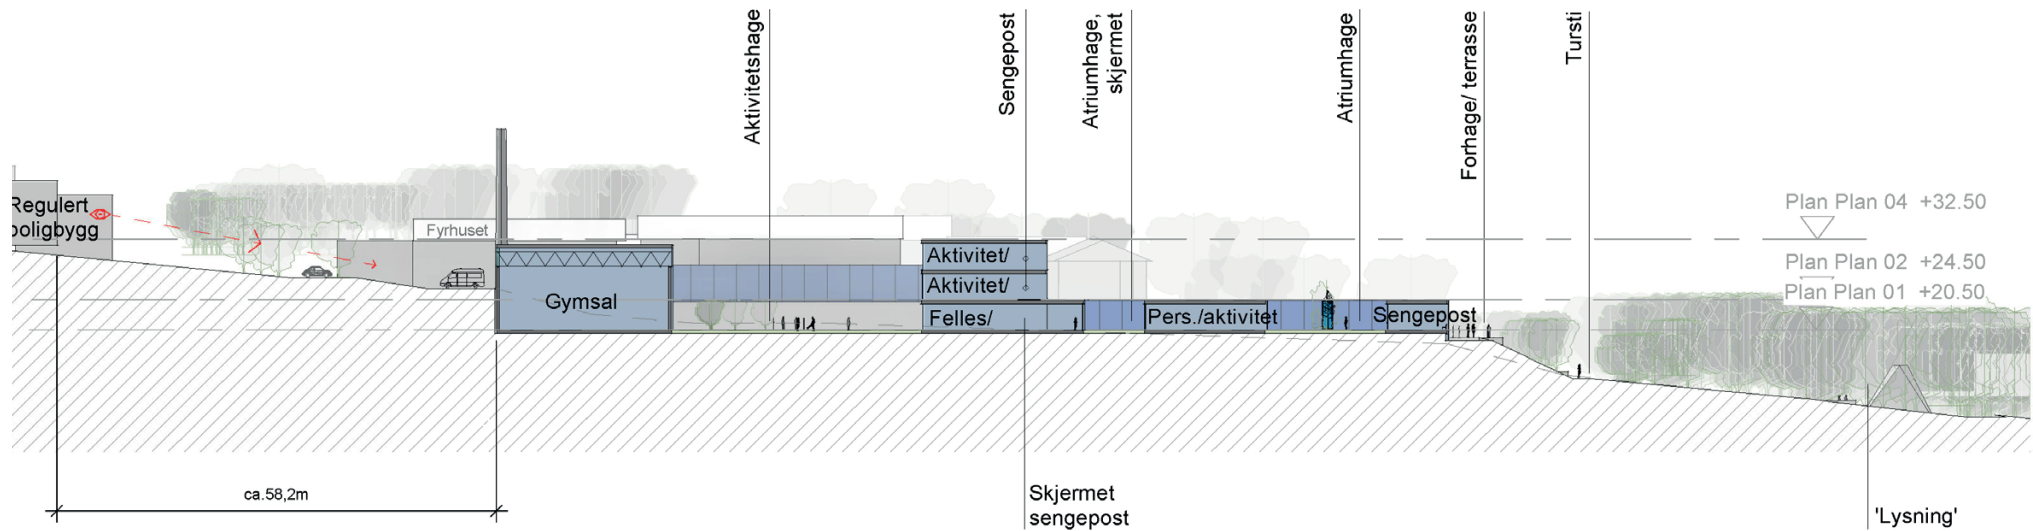 Aktivitetshage
Sengepost
Atriumhage,
skjermet
Atriumhage
Forhage/ terrasse
Tursti
Regulert
boligbygg
Fyrhuset
Plan Plan 04 +32.50
Plan Plan 02 +24.50
Plan Plan 01 +20.50
Aktivitet/
Aktivitet/
Gymsal
Felles/
Pers./aktivitet
Sengepost
ca.58,2m
Skjermet
sengepost
'Lysning'